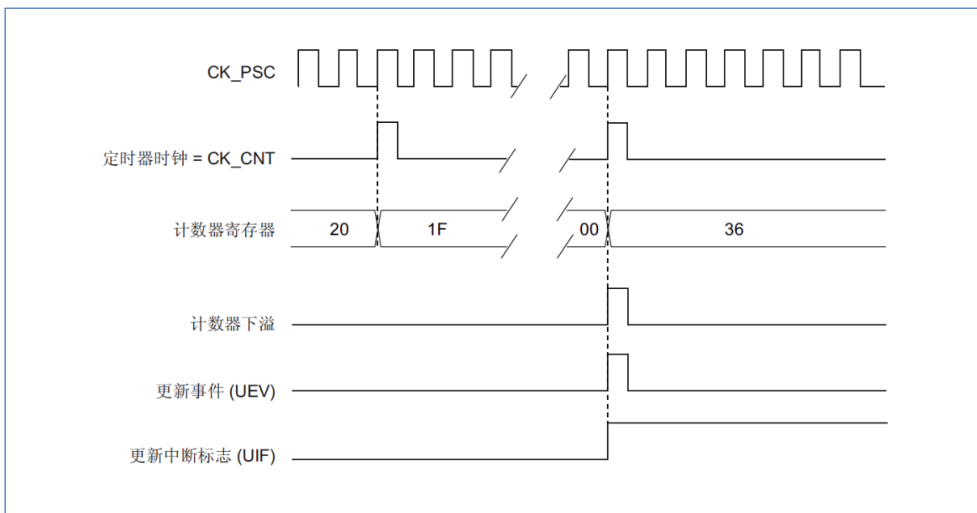 CK_PSC
定时器时钟 = CK_CNT
计数器寄存器
20 1F 00 36
计数器下溢
更新事件 (UEV)
更新中断标志 (UIF)